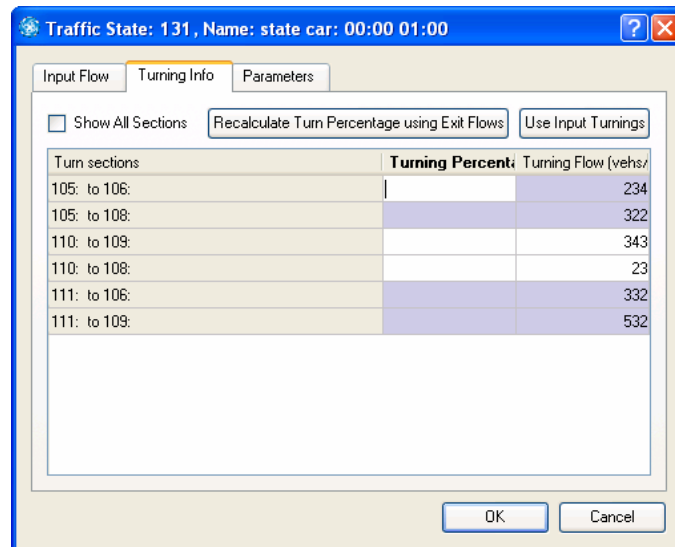 Traffic State: 131, Name: state car: 00:00 01:00
Input Flow Turning Info Parameters
Show All Sections Recalculate Turn Percentage using Exit Flows Use Input Turnings
Turn sections Turning Percenta Turning Flow (vehs/
105: to 106: 234
105: to 108: 322
110: to 109: 343
110: to 108: 23
111: to 106: 332
111: to 109: 532
OK Cancel